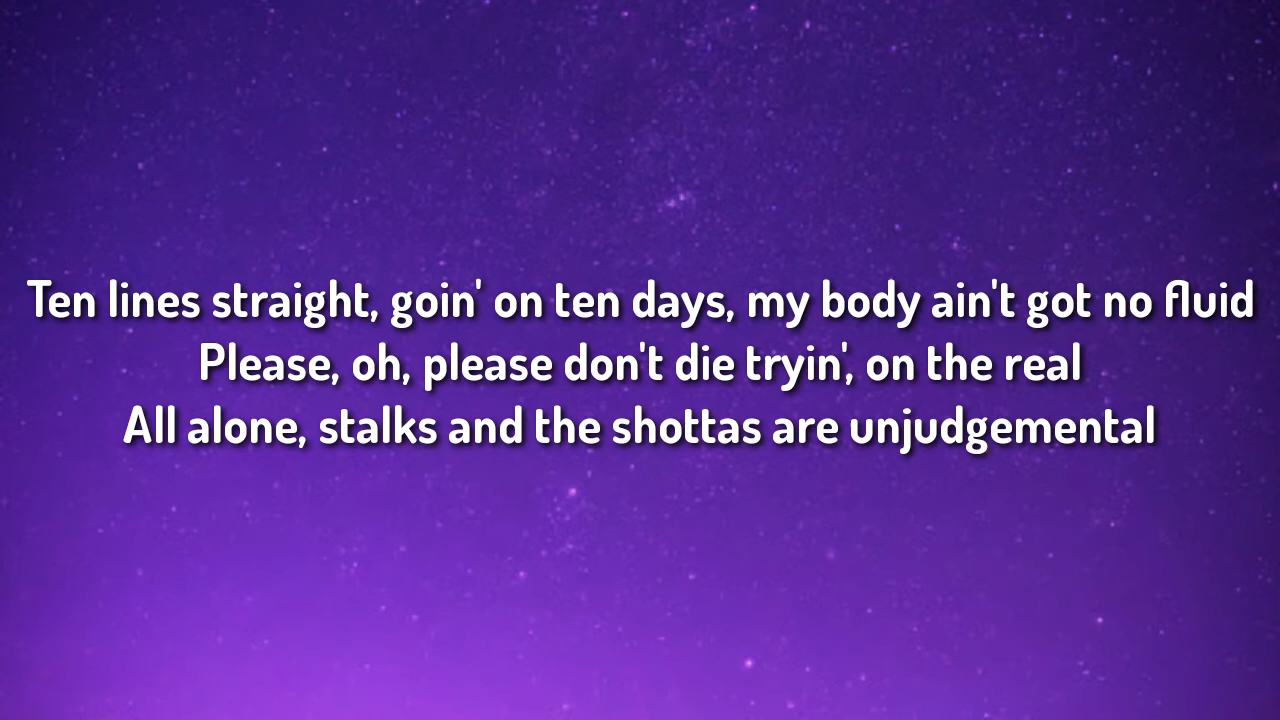 Ten lines straight, goin' on ten days, my body ain't got no fluid
Please, oh, please don't die tryin', on the real
All alone, stalks and the shottas are unjudgemental